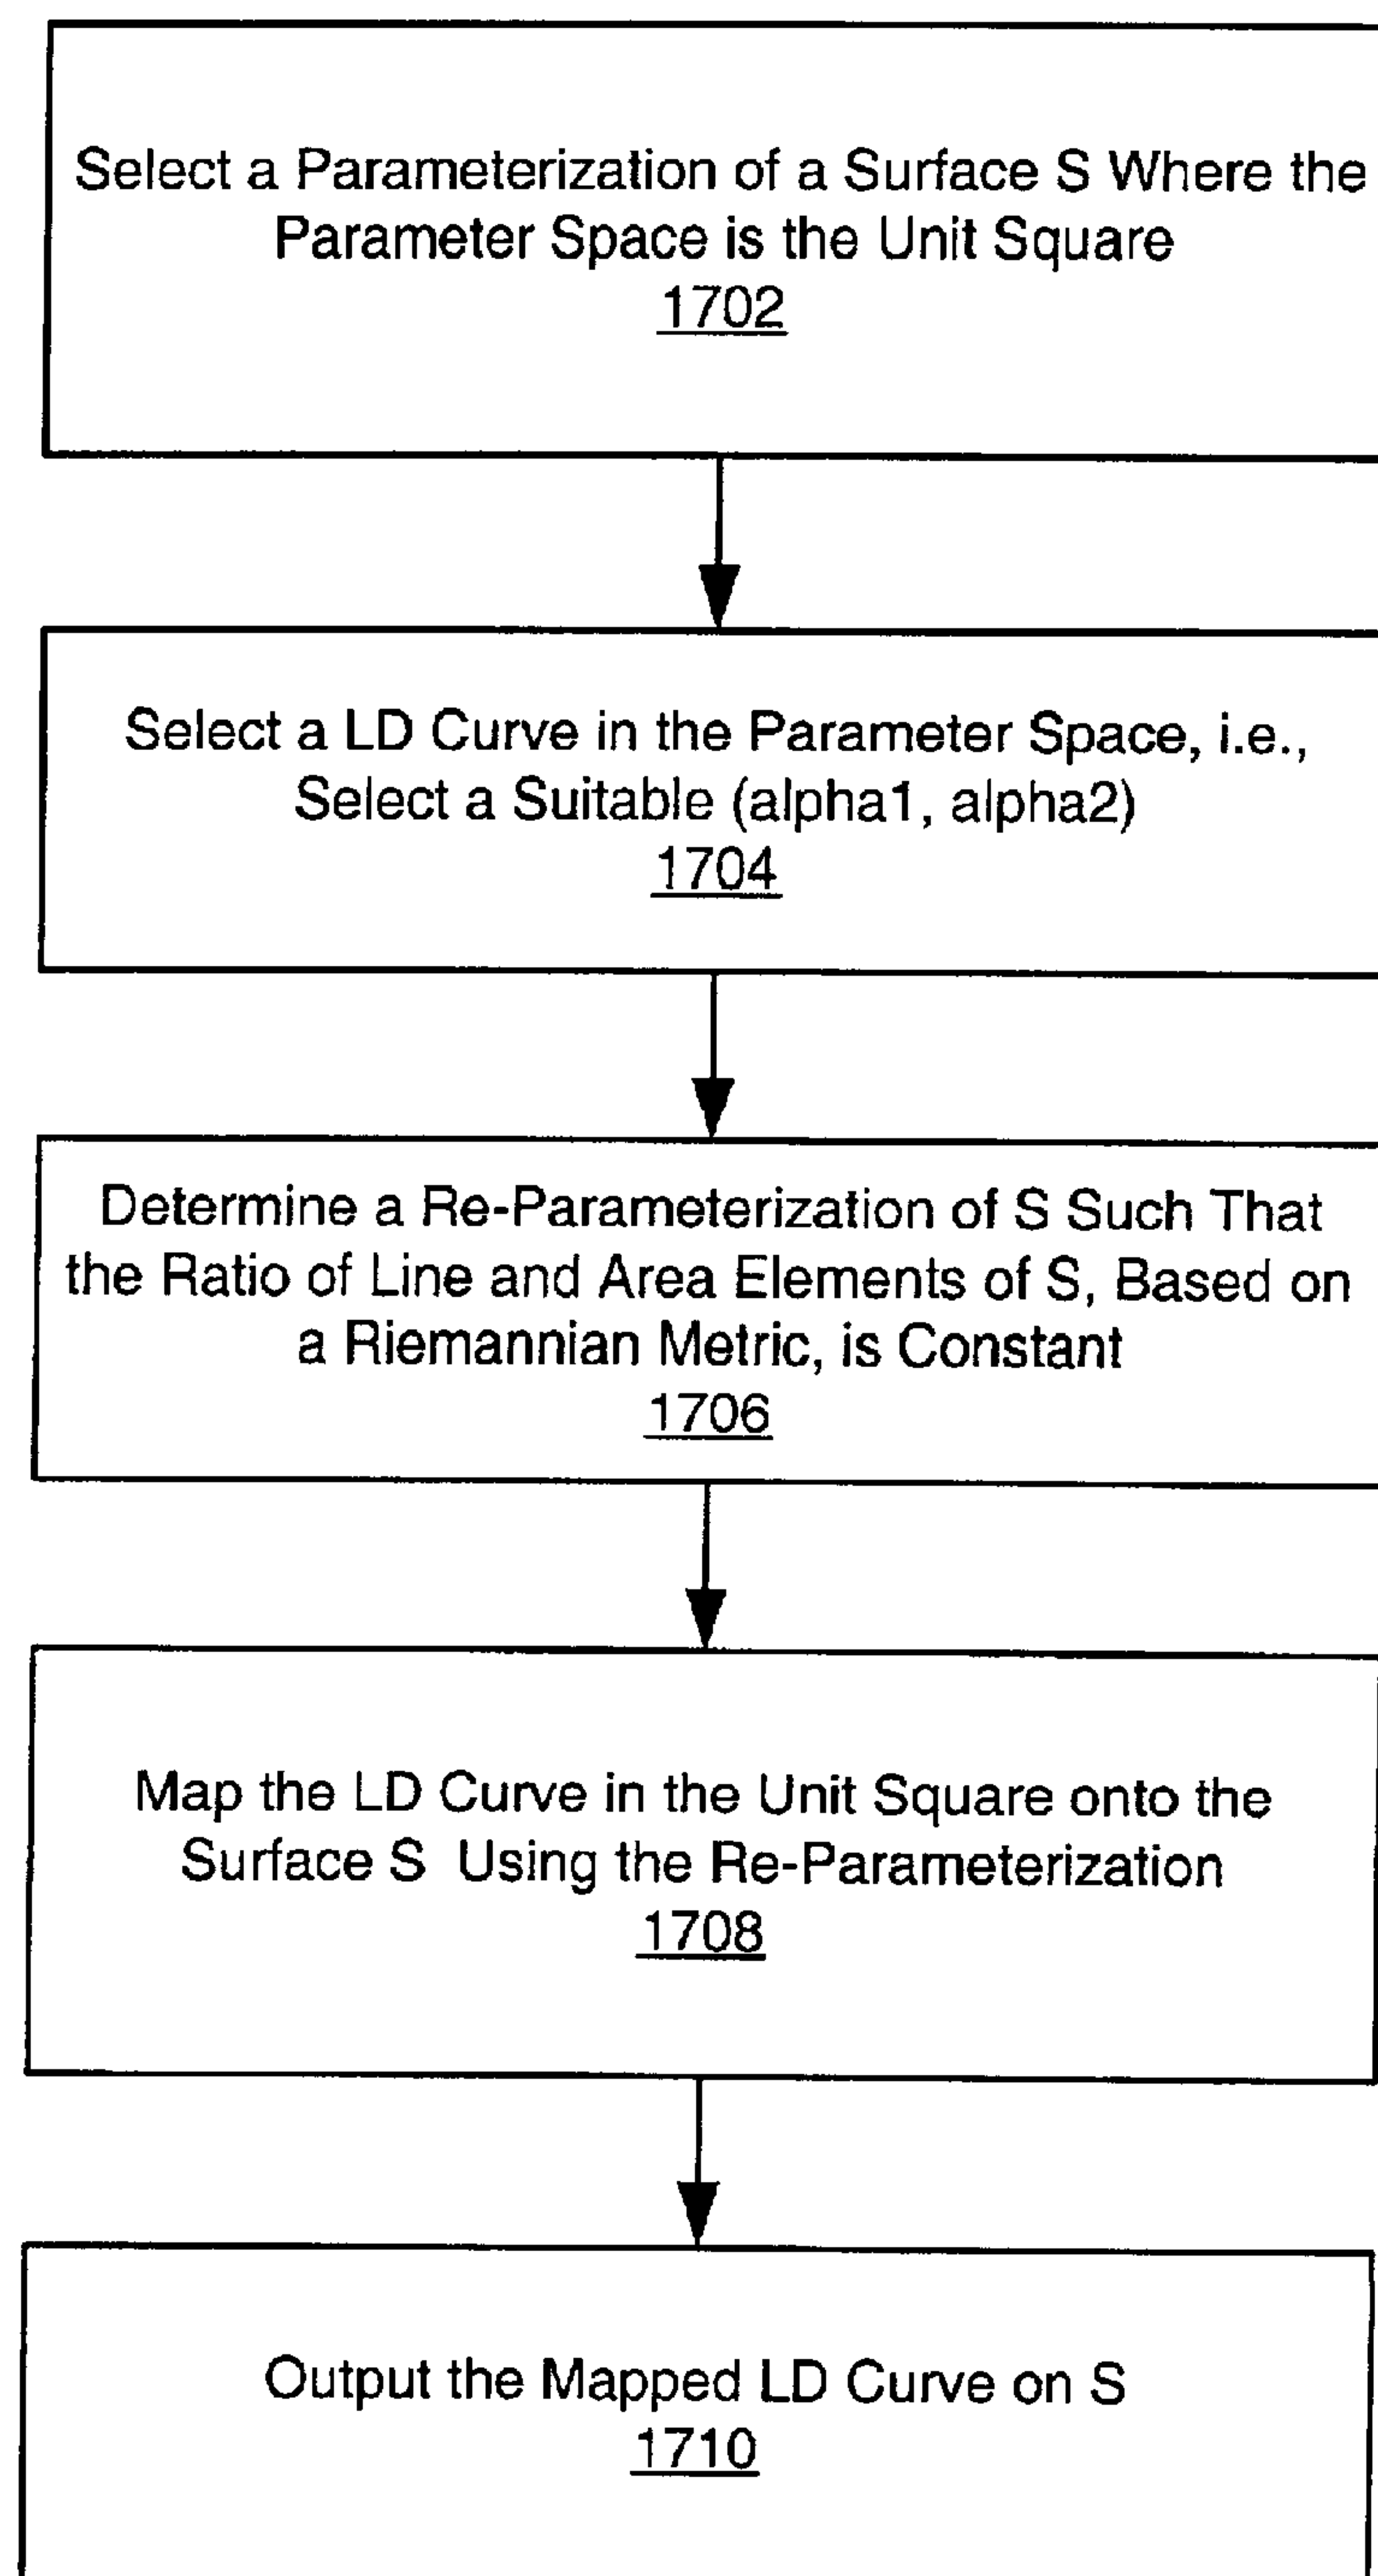 Select a Parameterization of a Surface S Where the
Parameter Space is the Unit Square
1702
Select a LD Curve in the Parameter Space, i.e.,
Select a Suitable (alpha1, alpha2)
1704
Determine a Re-Parameterization of S Such That
the Ratio of Line and Area Elements of S, Based on
a Riemannian Metric, is Constant
1706
Map the LD Curve in the Unit Square onto the
Surface S Using the Re-Parameterization
1708
Output the Mapped LD Curve on S
1710